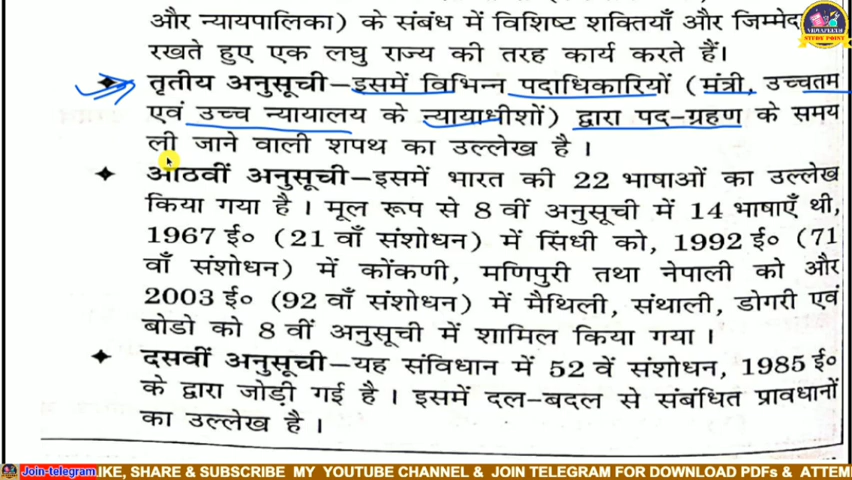 और न्यायपालिका) के संबंध में विशिष्ट शक्तियाँ और जिम्मेद
रखते हुए एक लघु राज्य की तरह कार्य करते हैं।
तृतीय अनुसूची–इसमें विभिन्न पदाधिकारियों (मंत्री, उच्चतम
एवं उच्च न्यायालय के न्यायाधीशों) द्वारा पद-ग्रहण के समय
ली जाने वाली शपथ का उल्लेख है ।
आठवीं अनुसूची–इसमें भारत की 22 भाषाओं का उल्लेख
किया गया है । मूल रूप से 8 वीं अनुसूची में 14 भाषाएँ थी,
1967 ई० (21 वाँ संशोधन) में सिंधी को, 1992 ई० (71
वाँ संशोधन) में कोंकणी, मणिपुरी तथा नेपाली को और
2003 ई० (92 वाँ संशोधन) में मैथिली, संथाली, डोगरी एवं
बोडो को 8 वीं अनुसूची में शामिल किया गया ।
दसवीं अनुसूची–यह संविधान में 52 वें संशोधन, 1985 ई०
के द्वारा जोड़ी गई है । इसमें दल-बदल से संबंधित प्रावधानों
का उल्लेख है ।
STUDY POINT
Join-telegram IKE, SHARE & SUBSCRIBE MY YOUTUBE CHANNEL & JOIN TELEGRAM FOR DOWNLOAD PDFs & ATTEM